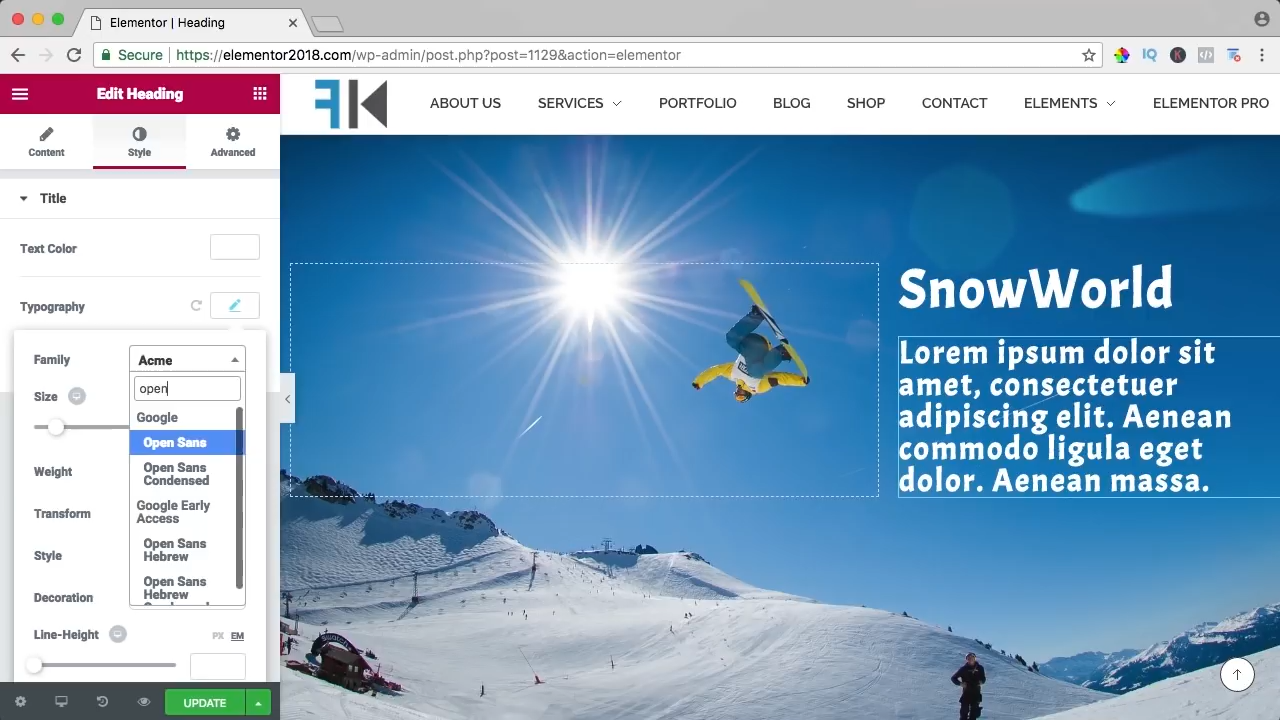 Elementor | Heading
Secure
https://elementor2018.com/wp-admin/post.php?post=1129&action=elementor
Edit Heading
Content
Style
Advanced
Title
Text Color
Typography
Family
Acme
open
Google
Open Sans
Open Sans
Condensed
Google Early
Access
Open Sans
Hebrew
Open Sans
Hebrew
Size
Weight
Transform
Style
Decoration
Line-Height
PX EM
UPDATE
ABOUT US SERVICES PORTFOLIO BLOG SHOP CONTACT ELEMENTS ELEMENTOR PRO
SnowWorld
Lorem ipsum dolor sit
amet, consectetuer
adipiscing elit. Aenean
commodo ligula eget
dolor. Aenean massa.